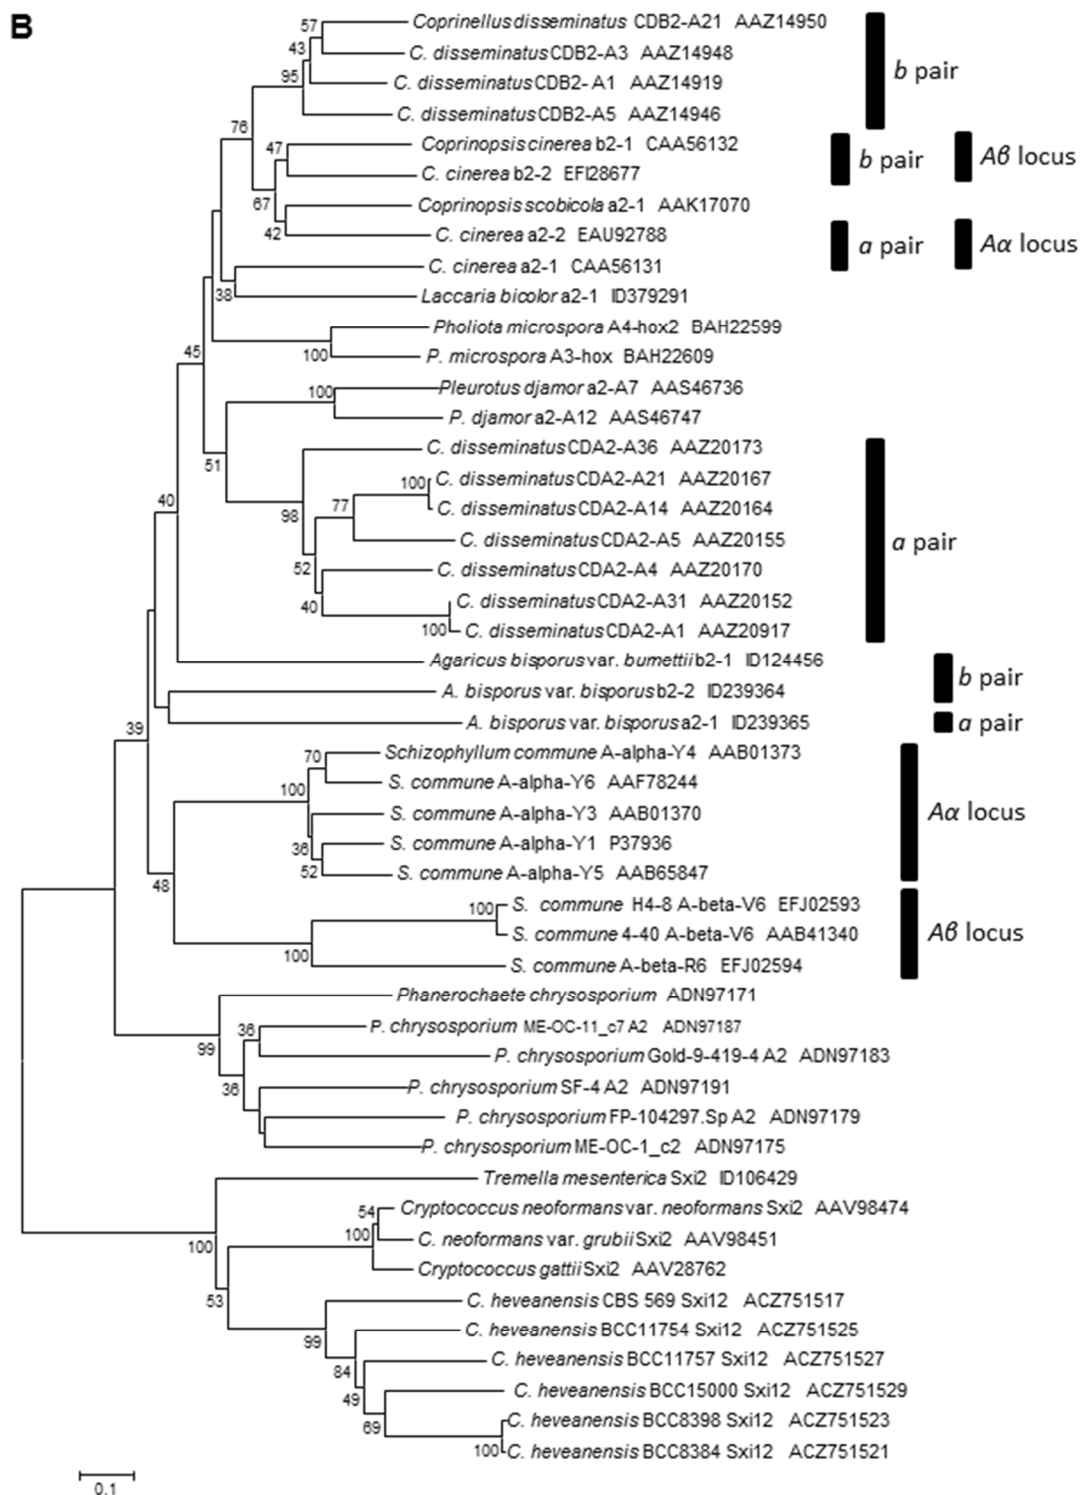 B
57
Coprinellus disseminatus CDB2-A21 AAZ14950
43
C. disseminatus CDB2-A3 AAZ14948
95
C. disseminatus CDB2- A1 AAZ14919
b pair
C. disseminatus CDB2-A5 AAZ14946
76
47
Coprinopsis cinerea b2-1 CAA56132
b pair
Aβ locus
C. cinerea b2-2 EFI28677
67
Coprinopsis scobicola a2-1 AAK17070
42
C. cinerea a2-2 EAU92788
a pair
Aα locus
C. cinerea a2-1 CAA56131
38
Laccaria bicolor a2-1 ID379291
Pholiota microspora A4-hox2 BAH22599
45
100
P. microspora A3-hox BAH22609
100
Pleurotus djamor a2-A7 AAS46736
P. djamor a2-A12 AAS46747
C. disseminatus CDA2-A36 AAZ20173
51
100
C. disseminatus CDA2-A21 AAZ20167
40
77
C. disseminatus CDA2-A14 AAZ20164
98
C. disseminatus CDA2-A5 AAZ20155
a pair
52
C. disseminatus CDA2-A4 AAZ20170
40
C. disseminatus CDA2-A31 AAZ20152
100
C. disseminatus CDA2-A1 AAZ20917
Agaricus bisporus var. burnettii b2-1 ID124456
b pair
A. bisporus var. bisporus b2-2 ID239364
39
A. bisporus var. bisporus a2-1 ID239365
a pair
70
Schizophyllum commune A-alpha-Y4 AAB01373
100
S. commune A-alpha-Y6 AAF78244
S. commune A-alpha-Y3 AAB01370
Aα locus
36
S. commune A-alpha-Y1 P37936
52
S. commune A-alpha-Y5 AAB65847
48
100
S. commune H4-8 A-beta-V6 EFJ02593
S. commune 4-40 A-beta-V6 AAB41340
Aβ locus
100
S. commune A-beta-R6 EFJ02594
Phanerochaete chrysosporium ADN97171
36
P. chrysosporium ME-OC-11_c7 A2 ADN97187
99
P. chrysosporium Gold-9-419-4 A2 ADN97183
36
P. chrysosporium SF-4 A2 ADN97191
P. chrysosporium FP-104297.Sp A2 ADN97179
P. chrysosporium ME-OC-1_c2 ADN97175
Tremella mesenterica Sxi2 ID106429
54
Cryptococcus neoformans var. neoformans Sxi2 AAV98474
100
100
C. neoformans var. grubii Sxi2 AAV98451
Cryptococcus gattii Sxi2 AAV28762
53
C. heveanensis CBS 569 Sxi12 ACZ751517
99
C. heveanensis BCC11754 Sxi12 ACZ751525
84
C. heveanensis BCC11757 Sxi12 ACZ751527
49
C. heveanensis BCC15000 Sxi12 ACZ751529
69
C. heveanensis BCC8398 Sxi12 ACZ751523
100
C. heveanensis BCC8384 Sxi12 ACZ751521
0.1